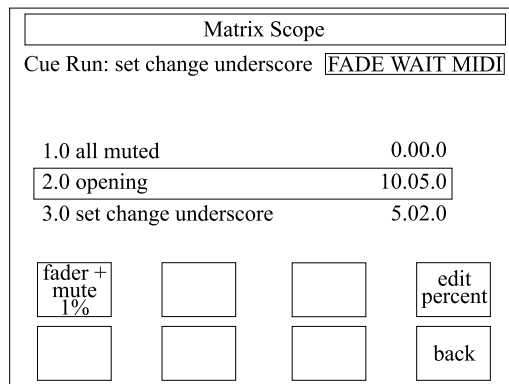 Matrix Scope
Cue Run: set change underscore FADE WAIT MIDI
1.0 all muted 0.00.0
2.0 opening 10.05.0
3.0 set change underscore 5.02.0
fader +
mute
1%
edit
percent
back